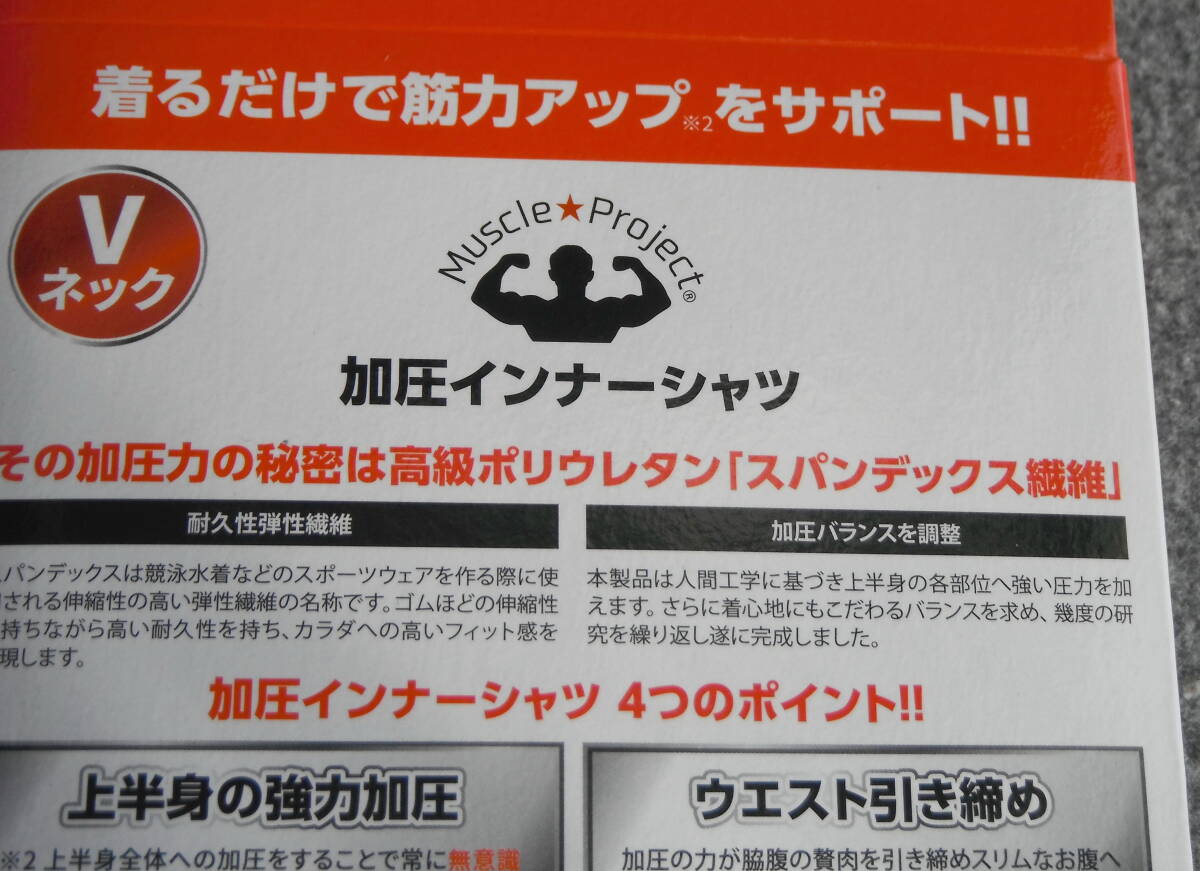 着るだけで筋力アップ※2をサポート!!
V
ネック
Muscle★Project®
加圧インナーシャツ
その加圧力の秘密は高級ポリウレタン「スパンデックス繊維」
耐久性弾性繊維
パンデックスは競泳水着などのスポーツウェアを作る際に使
される伸縮性の高い弾性繊維の名称です。ゴムほどの伸縮性
持ちながら高い耐久性を持ち、カラダへの高いフィット感を
現します。
加圧バランスを調整
本製品は人間工学に基づき上半身の各部位へ強い圧力を加
えます。さらに着心地にもこだわるバランスを求め、幾度の研
究を繰り返し遂に完成しました。
加圧インナーシャツ 4つのポイント!!
上半身の強力加圧
※2 上半身全体への加圧をすることで常に無意識
ウエスト引き締め
加圧の力が脇腹の贅肉を引き締めスリムなお腹へ